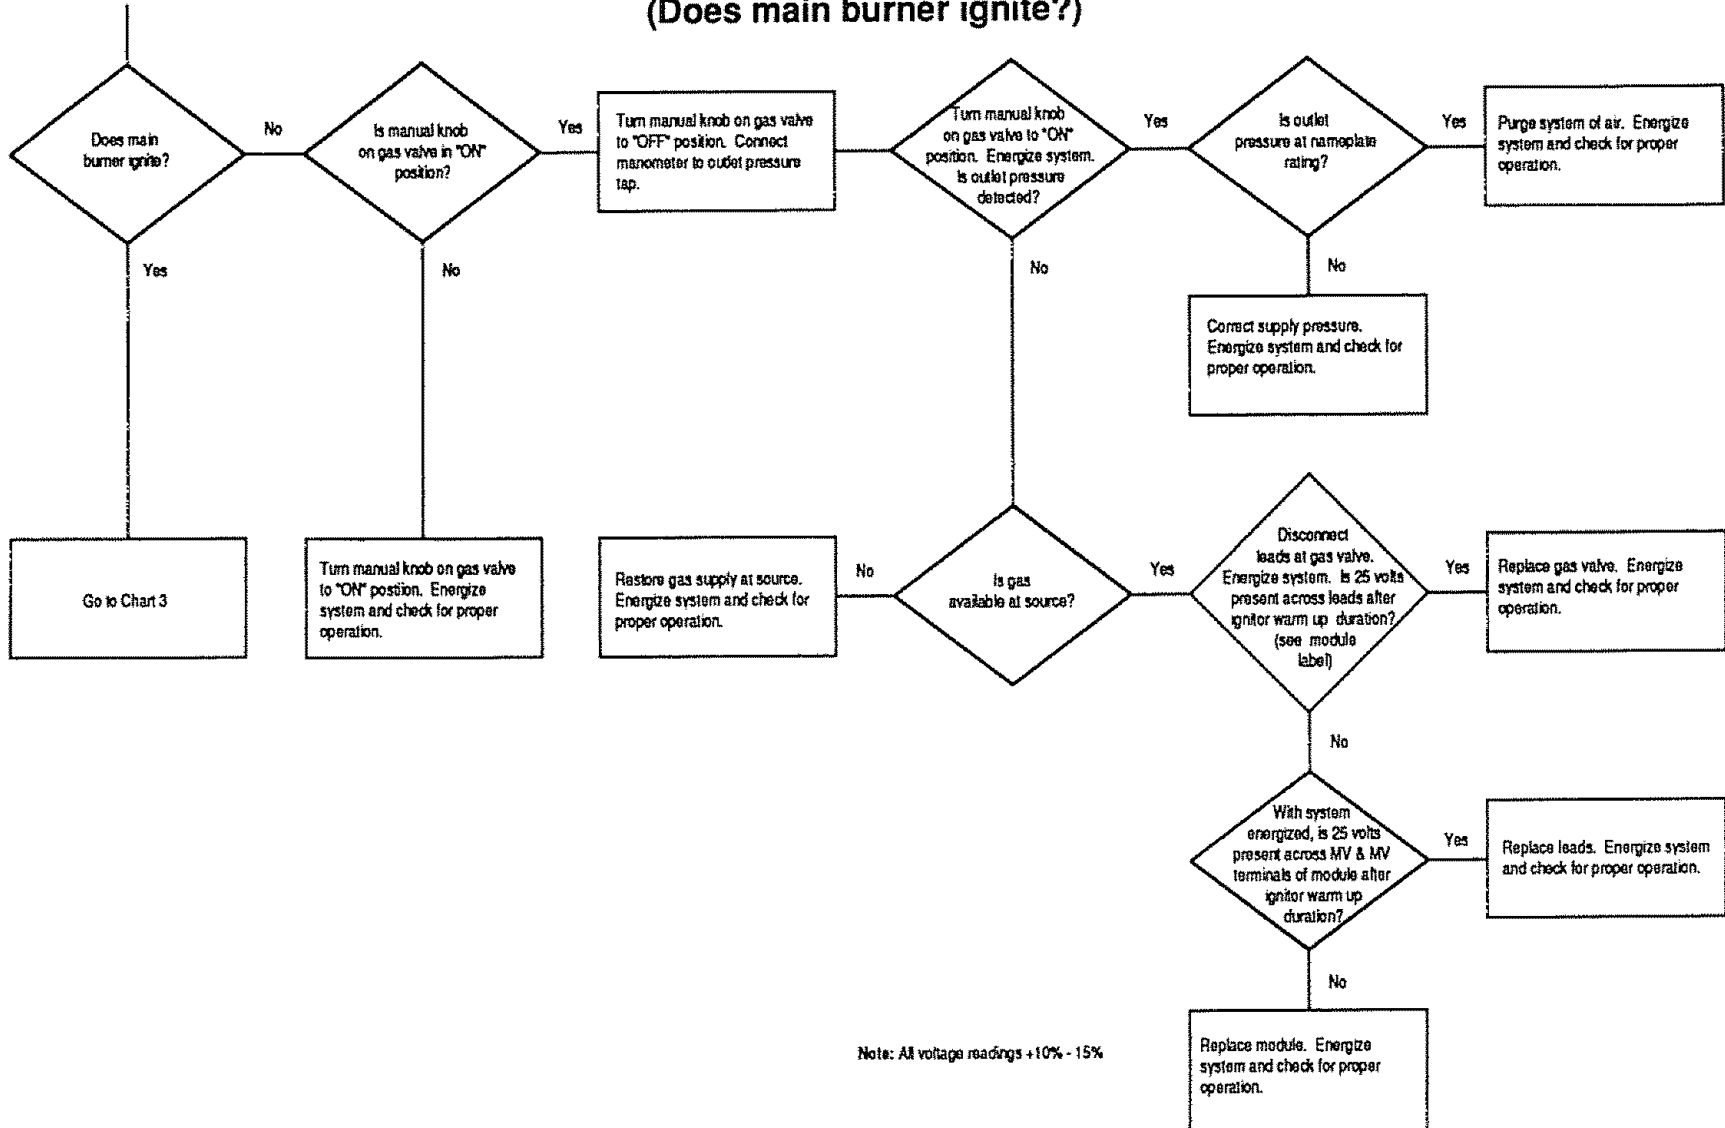 (Does main burner ignite?)
Does main
burner ignite?
No
Yes
Is manual knob
on gas valve in "ON"
position?
Yes
No
Turn manual knob on gas valve
to "OFF" position. Connect
manometer to outlet pressure
tap.
Turn manual knob
on gas valve to "ON"
position. Energize system.
Is outlet pressure
detected?
Yes
No
Is outlet
pressure at nameplate
rating?
Yes
No
Purge system of air. Energize
system and check for proper
operation.
Correct supply pressure.
Energize system and check for
proper operation.
Go to Chart 3
Turn manual knob on gas valve
to "ON" postion. Energize
system and check for proper
operation.
Restore gas supply at source.
Energize system and check for
proper operation.
No
Is gas
available at source?
Yes
Disconnect
leads at gas valve.
Energize system. Is 25 volts
present across leads after
ignitor warm up duration?
(see module
label)
Yes
No
Replace gas valve. Energize
system and check for proper
operation.
With system
energized, is 25 volts
present across MV & MV
terminals of module after
ignitor warm up
duration?
Yes
No
Replace leads. Energize system
and check for proper operation.
Note: All voltage readings +10% - 15%
Replace module. Energize
system and check for proper
operation.